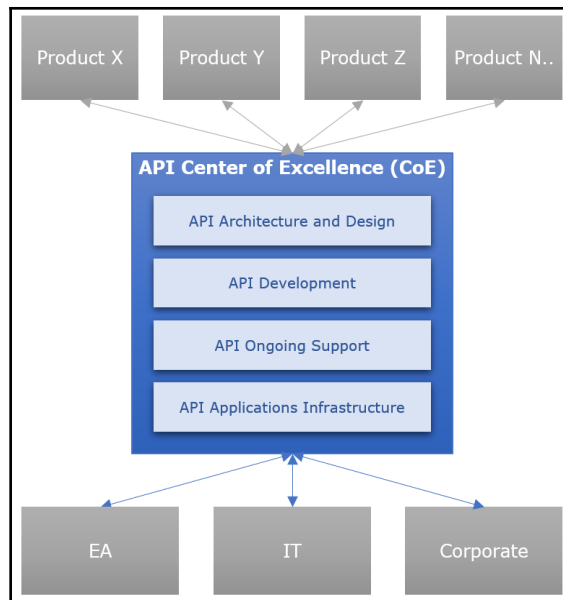 Product X
Product Y
Product Z
Product N..
API Center of Excellence (CoE)
API Architecture and Design
API Development
API Ongoing Support
API Applications Infrastructure
EA
IT
Corporate